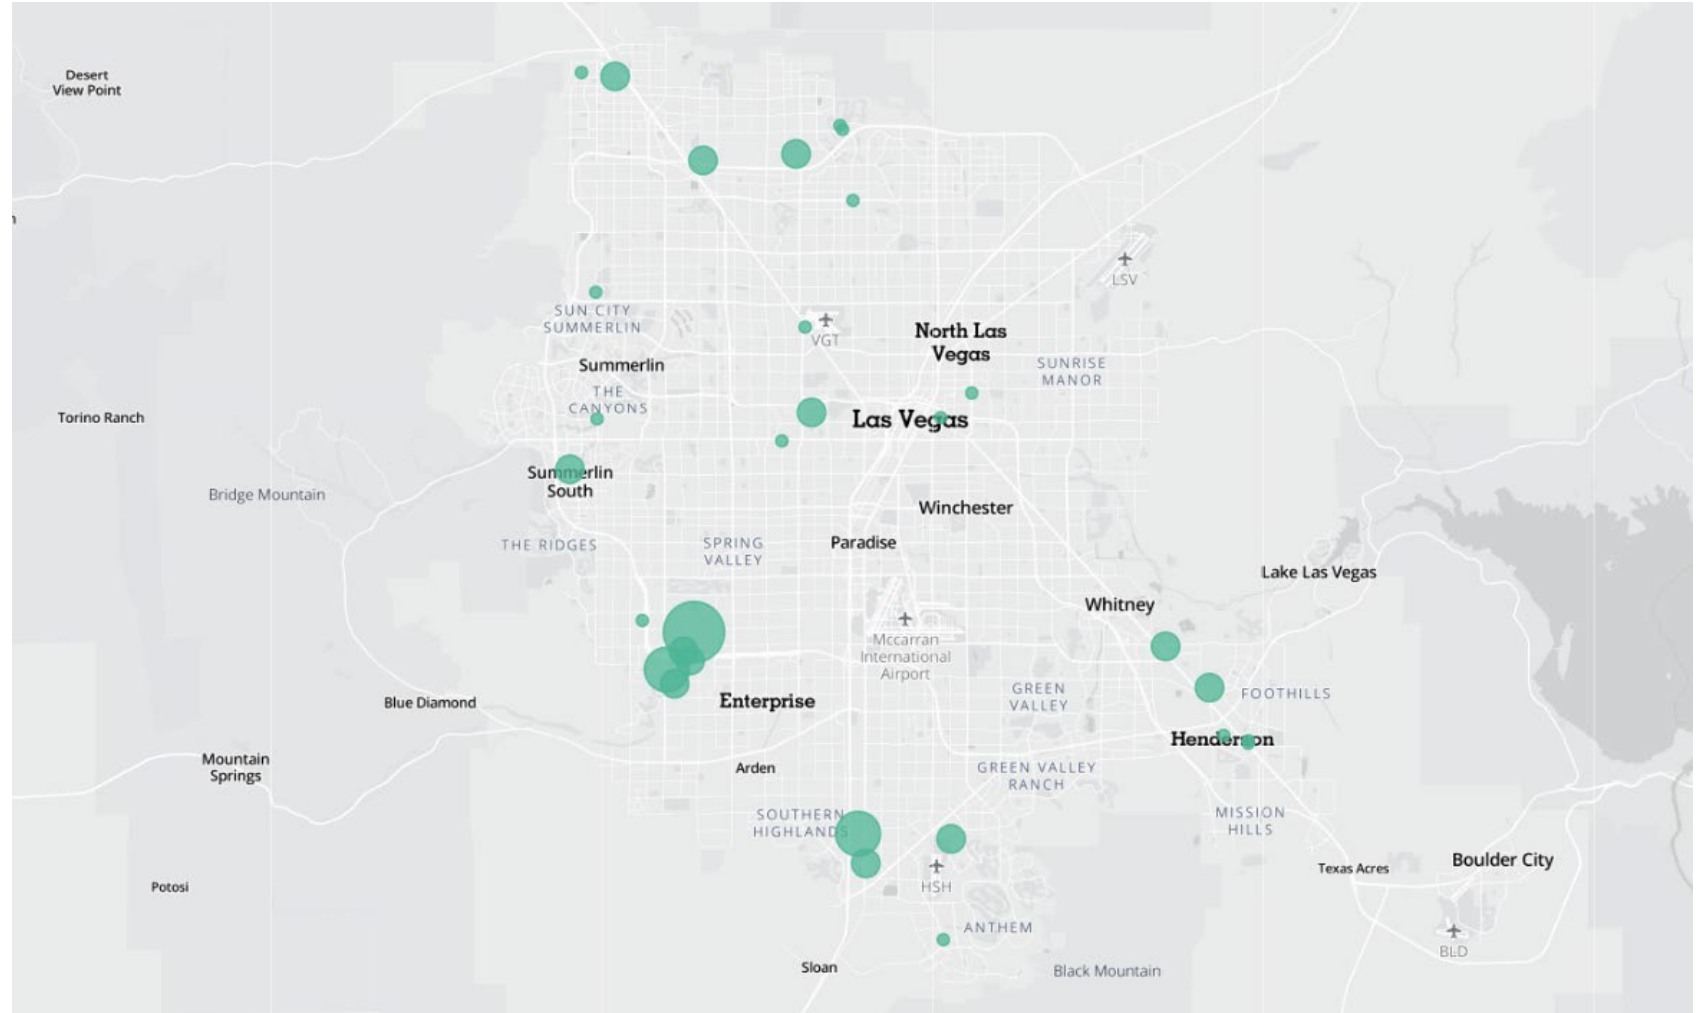 Desert
View Point
n
LSV
SUN CITY
SUMMERLIN
VGT
North Las
Vegas
Summerlin
SUNRISE
MANOR
THE
CANYONS
Torino Ranch
Las Vegas
Summerlin
South
Bridge Mountain
Winchester
THE RIDGES
SPRING
VALLEY
Paradise
Lake Las Vegas
Whitney
Mccarran
International
Airport
Blue Diamond
Enterprise
GREEN
VALLEY
FOOTHILLS
Henderson
Mountain
Springs
Arden
GREEN VALLEY
RANCH
SOUTHERN
HIGHLANDS
MISSION
HILLS
Potosi
HSH
Texas Acres
Boulder City
ANTHEM
BLD
Sloan
Black Mountain